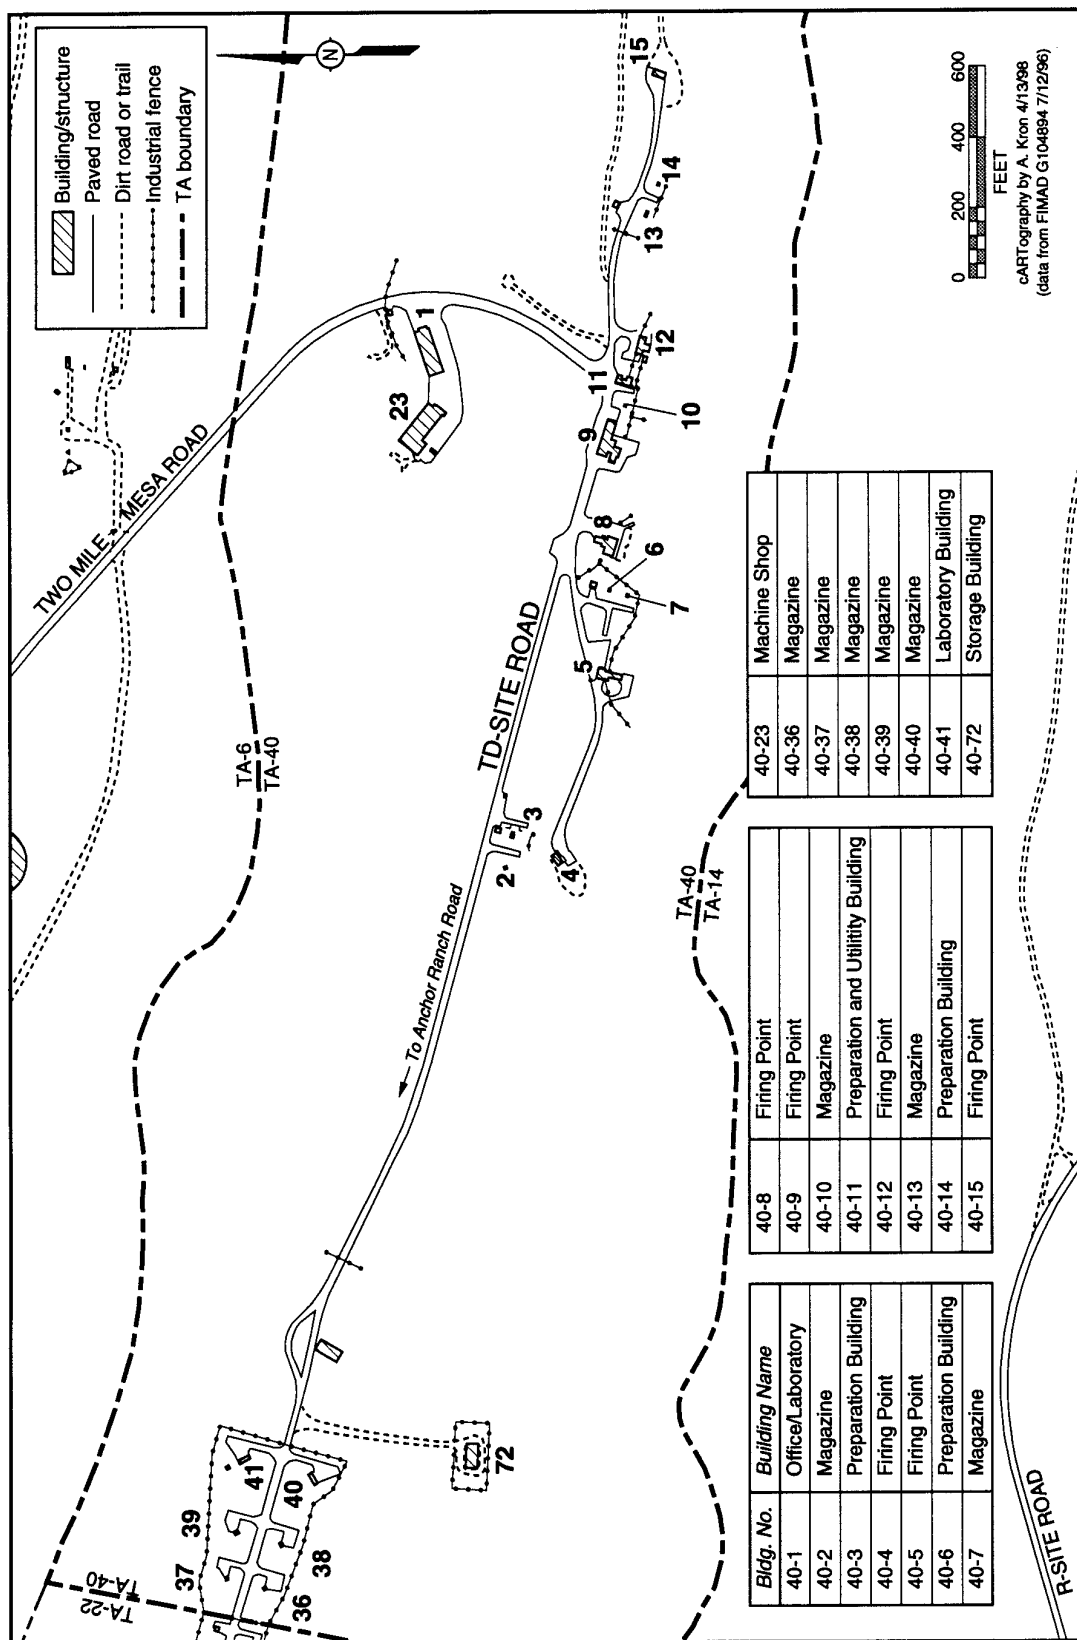 Building/structure
Paved road
Dirt road or trail
Industrial fence
TA boundary
N
TWO MILE MESA ROAD
TA-6
TA-40
TA-22
TA-40
37
39
41
36
38
40
72
To Anchor Ranch Road
TD-SITE ROAD
23
1
2
3
4
5
6
7
8
9
10
11
12
13
14
15
TA-40
TA-14
R-SITE ROAD
Bldg. No. Building Name
40-1 Office/Laboratory
40-2 Magazine
40-3 Preparation Building
40-4 Firing Point
40-5 Firing Point
40-6 Preparation Building
40-7 Magazine
40-8 Firing Point
40-9 Firing Point
40-10 Magazine
40-11 Preparation and Utilitity Building
40-12 Firing Point
40-13 Magazine
40-14 Preparation Building
40-15 Firing Point
40-23 Machine Shop
40-36 Magazine
40-37 Magazine
40-38 Magazine
40-39 Magazine
40-40 Magazine
40-41 Laboratory Building
40-72 Storage Building
0 200 400 600
FEET
cARTography by A. Kron 4/13/98
(data from FIMAD G104894 7/12/96)